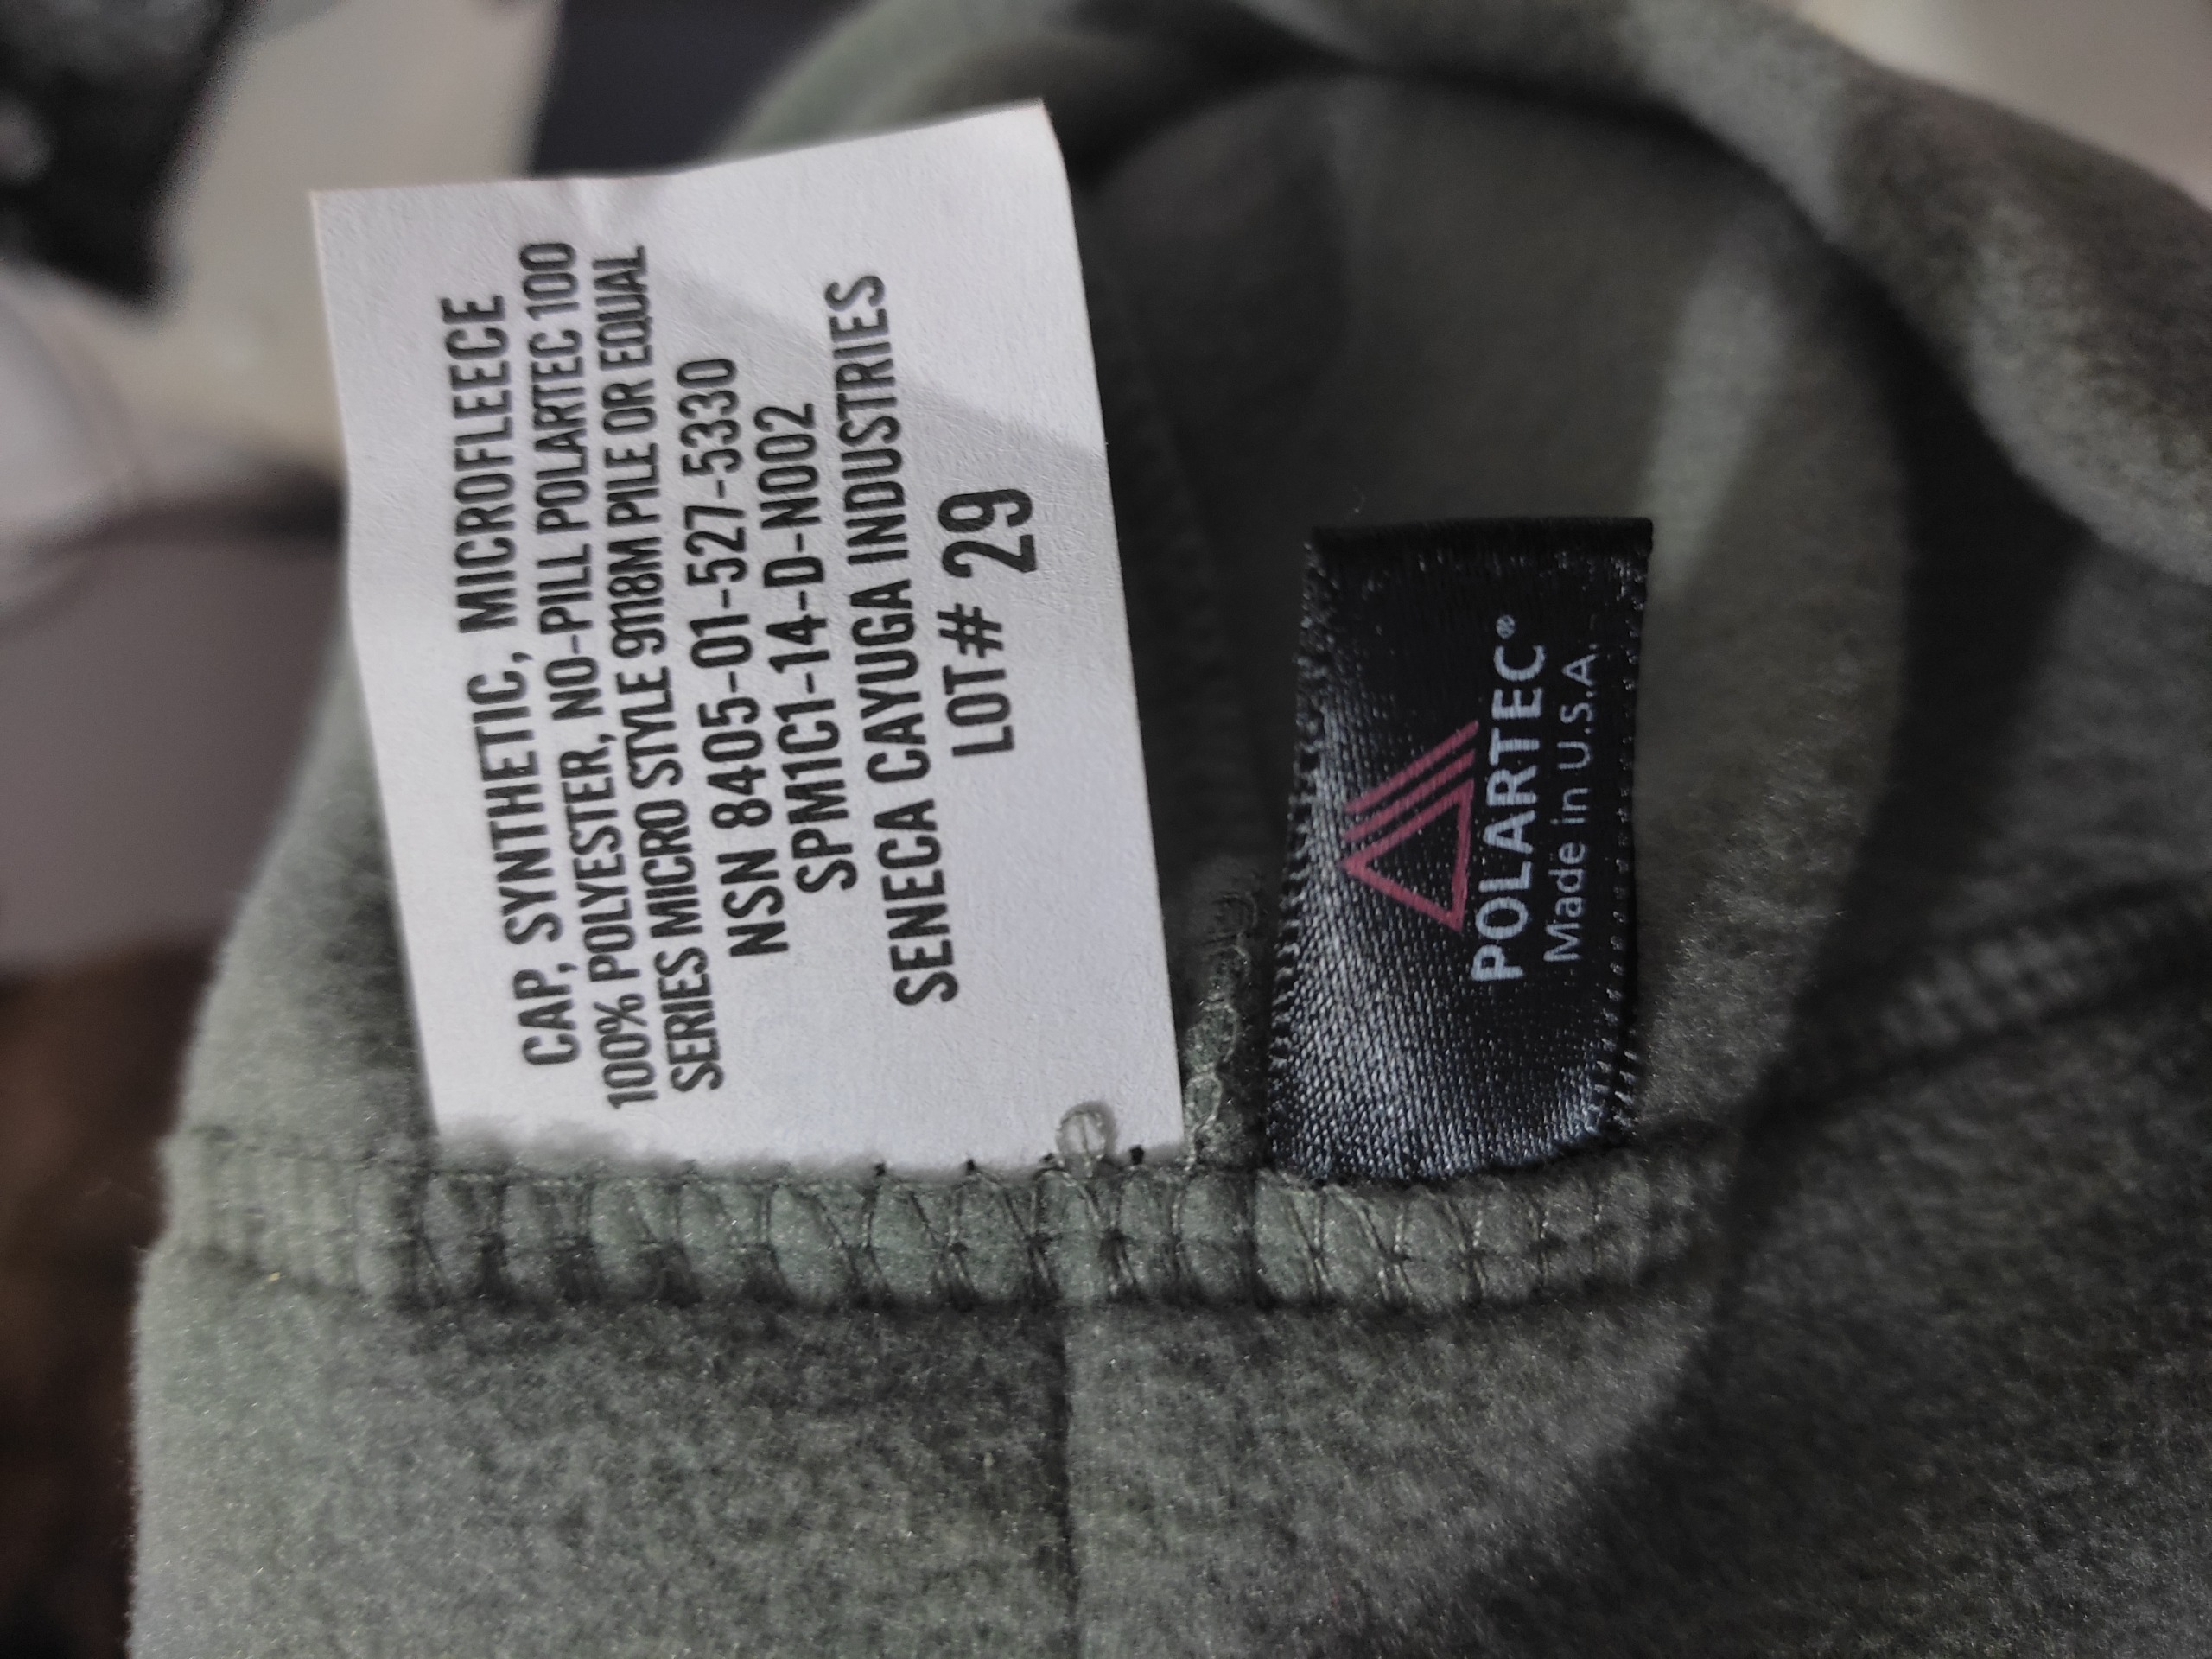 CAP, SYNTHETIC, MICROFLEECE
100% POLYESTER, NO-PILL POLARTEC 100
SERIES MICRO STYLE 9118M PILE OR EQUAL
NSN 8405-01-527-5330
SPM1C1-14-D-N002
SENECA CAYUGA INDUSTRIES
LOT# 29
POLARTEC®
Made in U.S.A.